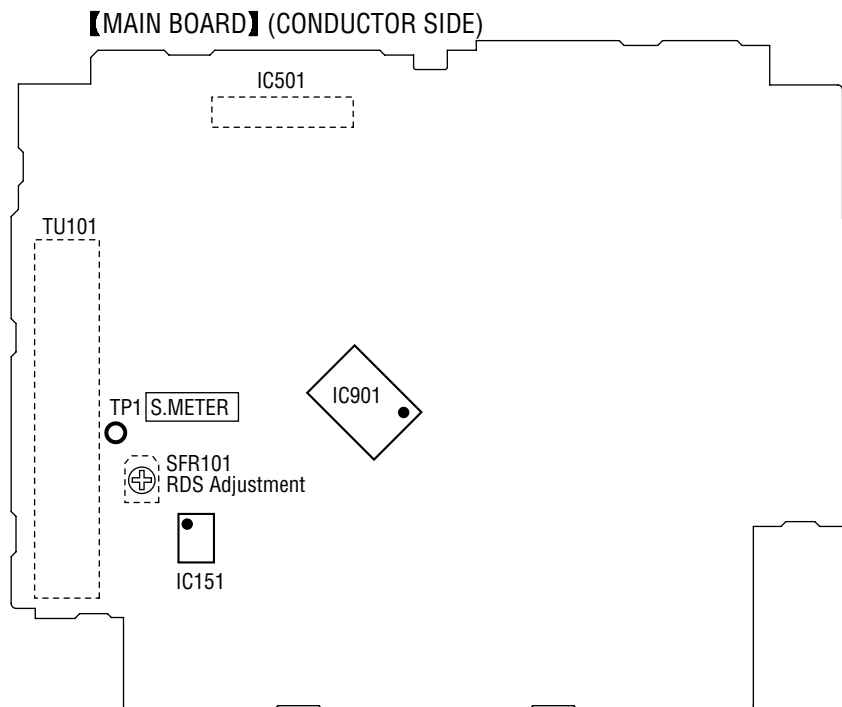 【MAIN BOARD】 (CONDUCTOR SIDE)
IC501
TU101
IC901
TP1 S.METER
SFR101
RDS Adjustment
IC151